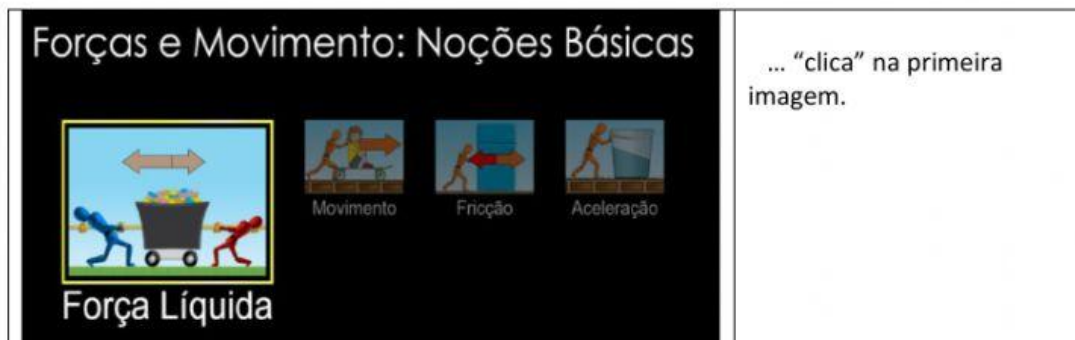 Forças e Movimento: Noções Básicas
Força Líquida
Movimento
Fricção
Aceleração
... “clica” na primeira
imagem.